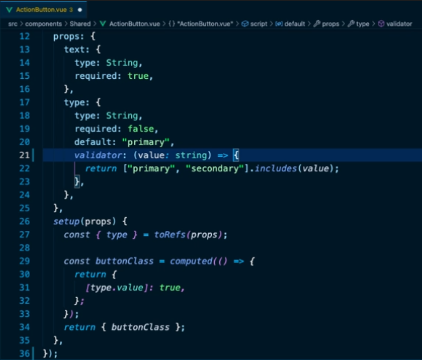 ActionButton.vue 3
src > components > Shared > ActionButton.vue > {} "ActionButton.vue" > script > default > props > type > validator
12 props: {
13 text: {
14 type: String,
15 required: true,
16 },
17 type: {
18 type: String,
19 required: false,
20 default: "primary",
21 validator: (value: string) => {
22 return ["primary", "secondary"].includes(value);
23 },
24 },
25 },
26 setup(props) {
27 const { type } = toRefs(props);
28
29 const buttonClass = computed(() => {
30 return {
31 [type.value]: true,
32 };
33 });
34 return { buttonClass };
35 },
36 });